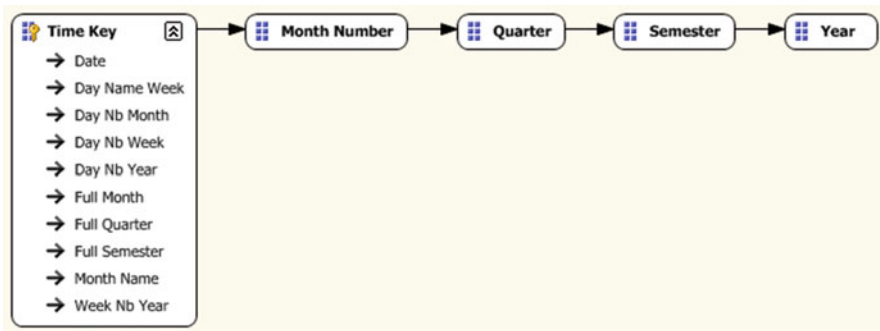 Time Key
Month Number
Quarter
Semester
Year
Date
Day Name Week
Day Nb Month
Day Nb Week
Day Nb Year
Full Month
Full Quarter
Full Semester
Month Name
Week Nb Year